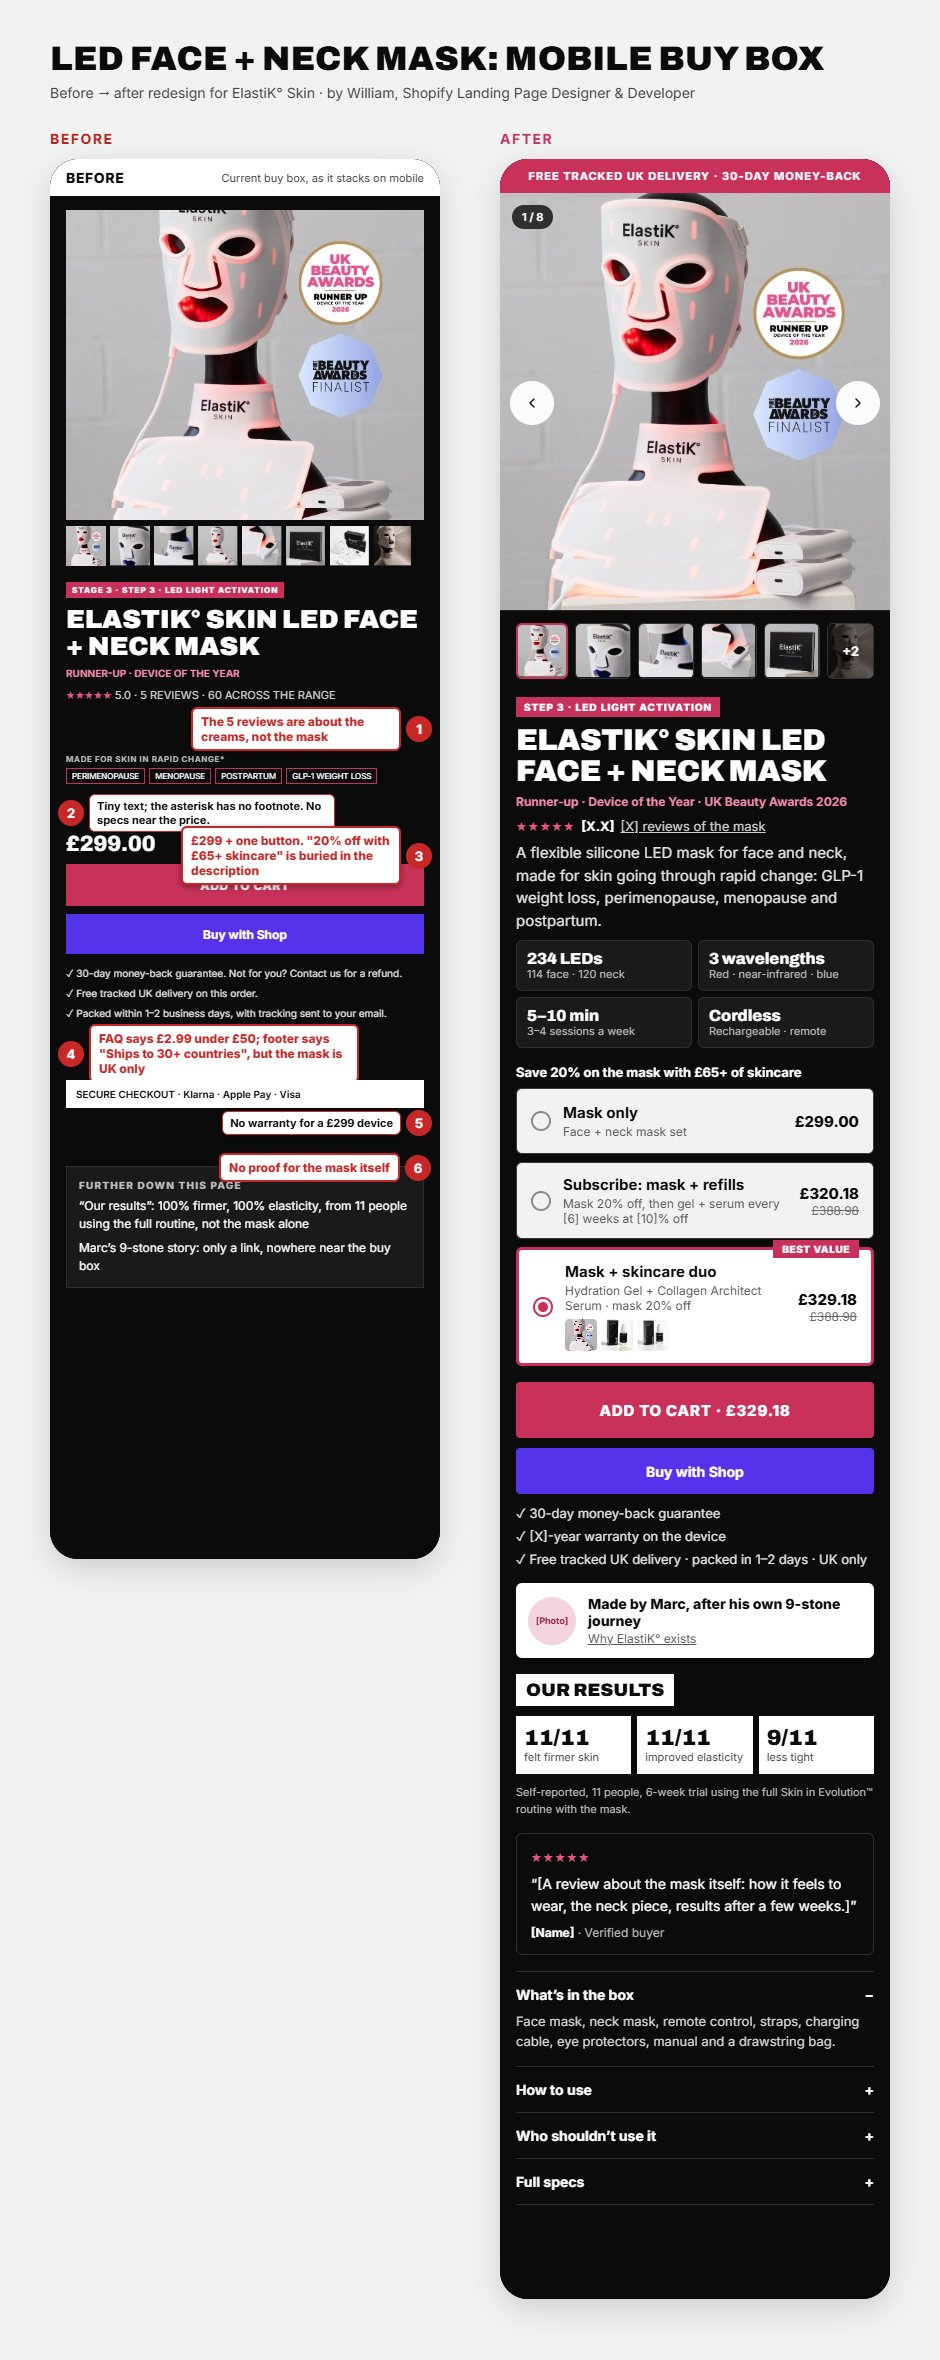 LED FACE + NECK MASK: MOBILE BUY BOX
Before → after redesign for ElastiK° Skin · by William, Shopify Landing Page Designer & Developer
BEFORE
BEFORE
Current buy box, as it stacks on mobile
ElastiK°
SKIN
UK
BEAUTY
AWARDS
RUNNER UP
DEVICE OF THE YEAR
2026
THE BEAUTY
AWARDS
FINALIST
ElastiK°
SKIN
STAGE 3 · STEP 3 · LED LIGHT ACTIVATION
ELASTIK° SKIN LED FACE
+ NECK MASK
RUNNER-UP · DEVICE OF THE YEAR
★★★★★ 5.0 · 5 REVIEWS · 60 ACROSS THE RANGE
The 5 reviews are about the
creams, not the mask
1
MADE FOR SKIN IN RAPID CHANGE*
PERIMENOPAUSE
MENOPAUSE
POSTPARTUM
GLP-1 WEIGHT LOSS
2
Tiny text; the asterisk has no footnote. No
specs near the price.
£299.00
£299 + one button. "20% off with
£65+ skincare" is buried in the
description
3
ADD TO CART
Buy with Shop
✓ 30-day money-back guarantee. Not for you? Contact us for a refund.
✓ Free tracked UK delivery on this order.
✓ Packed within 1–2 business days, with tracking sent to your email.
4
FAQ says £2.99 under £50; footer says
"Ships to 30+ countries", but the mask is
UK only
SECURE CHECKOUT · Klarna · Apple Pay · Visa
No warranty for a £299 device
5
No proof for the mask itself
6
FURTHER DOWN THIS PAGE
“Our results”: 100% firmer, 100% elasticity, from 11 people
using the full routine, not the mask alone
Marc’s 9-stone story: only a link, nowhere near the buy
box
AFTER
FREE TRACKED UK DELIVERY · 30-DAY MONEY-BACK
1 / 8
ElastiK°
SKIN
UK
BEAUTY
AWARDS
RUNNER UP
DEVICE OF THE YEAR
2026
THE BEAUTY
AWARDS
FINALIST
ElastiK°
SKIN
ElastiK°
+2
STEP 3 · LED LIGHT ACTIVATION
ELASTIK° SKIN LED
FACE + NECK MASK
Runner-up · Device of the Year · UK Beauty Awards 2026
★★★★★ [X.X] [X] reviews of the mask
A flexible silicone LED mask for face and neck,
made for skin going through rapid change: GLP-1
weight loss, perimenopause, menopause and
postpartum.
234 LEDs
114 face · 120 neck
3 wavelengths
Red · near-infrared · blue
5–10 min
3–4 sessions a week
Cordless
Rechargeable · remote
Save 20% on the mask with £65+ of skincare
Mask only
Face + neck mask set
£299.00
Subscribe: mask + refills
Mask 20% off, then gel + serum every
[6] weeks at [10]% off
£320.18
£388.98
BEST VALUE
Mask + skincare duo
Hydration Gel + Collagen Architect
Serum · mask 20% off
£329.18
£388.98
ADD TO CART · £329.18
Buy with Shop
✓ 30-day money-back guarantee
✓ [X]-year warranty on the device
✓ Free tracked UK delivery · packed in 1–2 days · UK only
[Photo]
Made by Marc, after his own 9-stone
journey
Why ElastiK° exists
OUR RESULTS
11/11
felt firmer skin
11/11
improved elasticity
9/11
less tight
Self-reported, 11 people, 6-week trial using the full Skin in Evolution™
routine with the mask.
★★★★★
“[A review about the mask itself: how it feels to
wear, the neck piece, results after a few weeks.]”
[Name] · Verified buyer
What’s in the box
–
Face mask, neck mask, remote control, straps, charging
cable, eye protectors, manual and a drawstring bag.
How to use
+
Who shouldn’t use it
+
Full specs
+